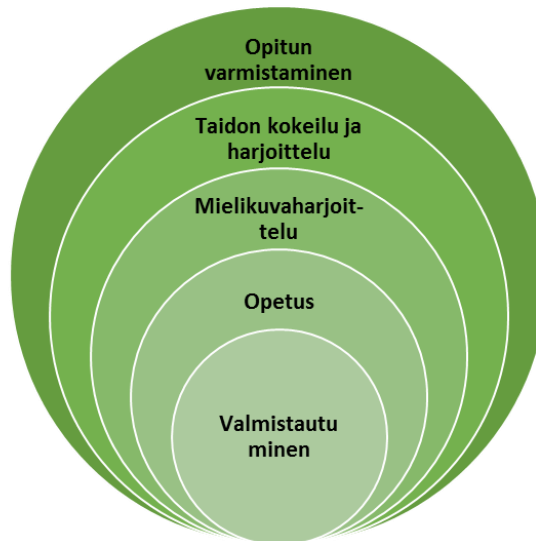 Opitun
varmistaminen
Taidon kokeilu ja
harjoittelu
Mielikuvaharjoit-
telu
Opetus
Valmistautu
minen